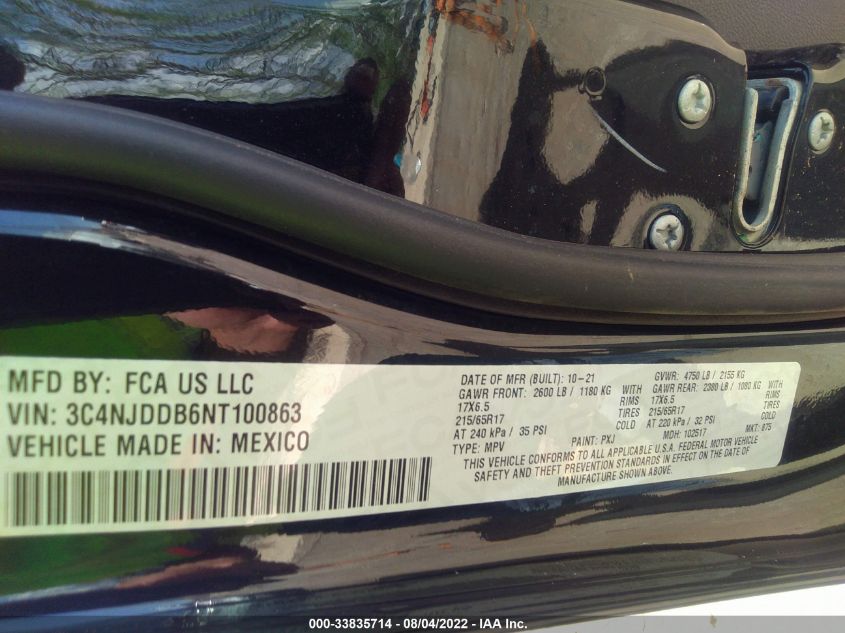 MFD BY: FCA US LLC
VIN: 3C4NJDDB6NT100863
VEHICLE MADE IN: MEXICO
DATE OF MFR (BUILT): 10-21 GVWR: 4750 LB / 2155 KG
GAWR FRONT: 2600 LB / 1180 KG WITH GAWR REAR: 2380 LB / 1080 KG WITH
17X6.5 RIMS 17X6.5 RIMS
215/65R17 215/65R17
AT 240 kPa / 35 PSI AT 220 kPa / 32 PSI
TYPE: MPV PAINT: PXJ MDH: 102517 MKT: 875
THIS VEHICLE CONFORMS TO ALL APPLICABLE U.S.A. FEDERAL MOTOR VEHICLE
SAFETY AND THEFT PREVENTION STANDARDS IN EFFECT ON THE DATE OF
MANUFACTURE SHOWN ABOVE.
000-33835714 - 08/04/2022 - IAA Inc.